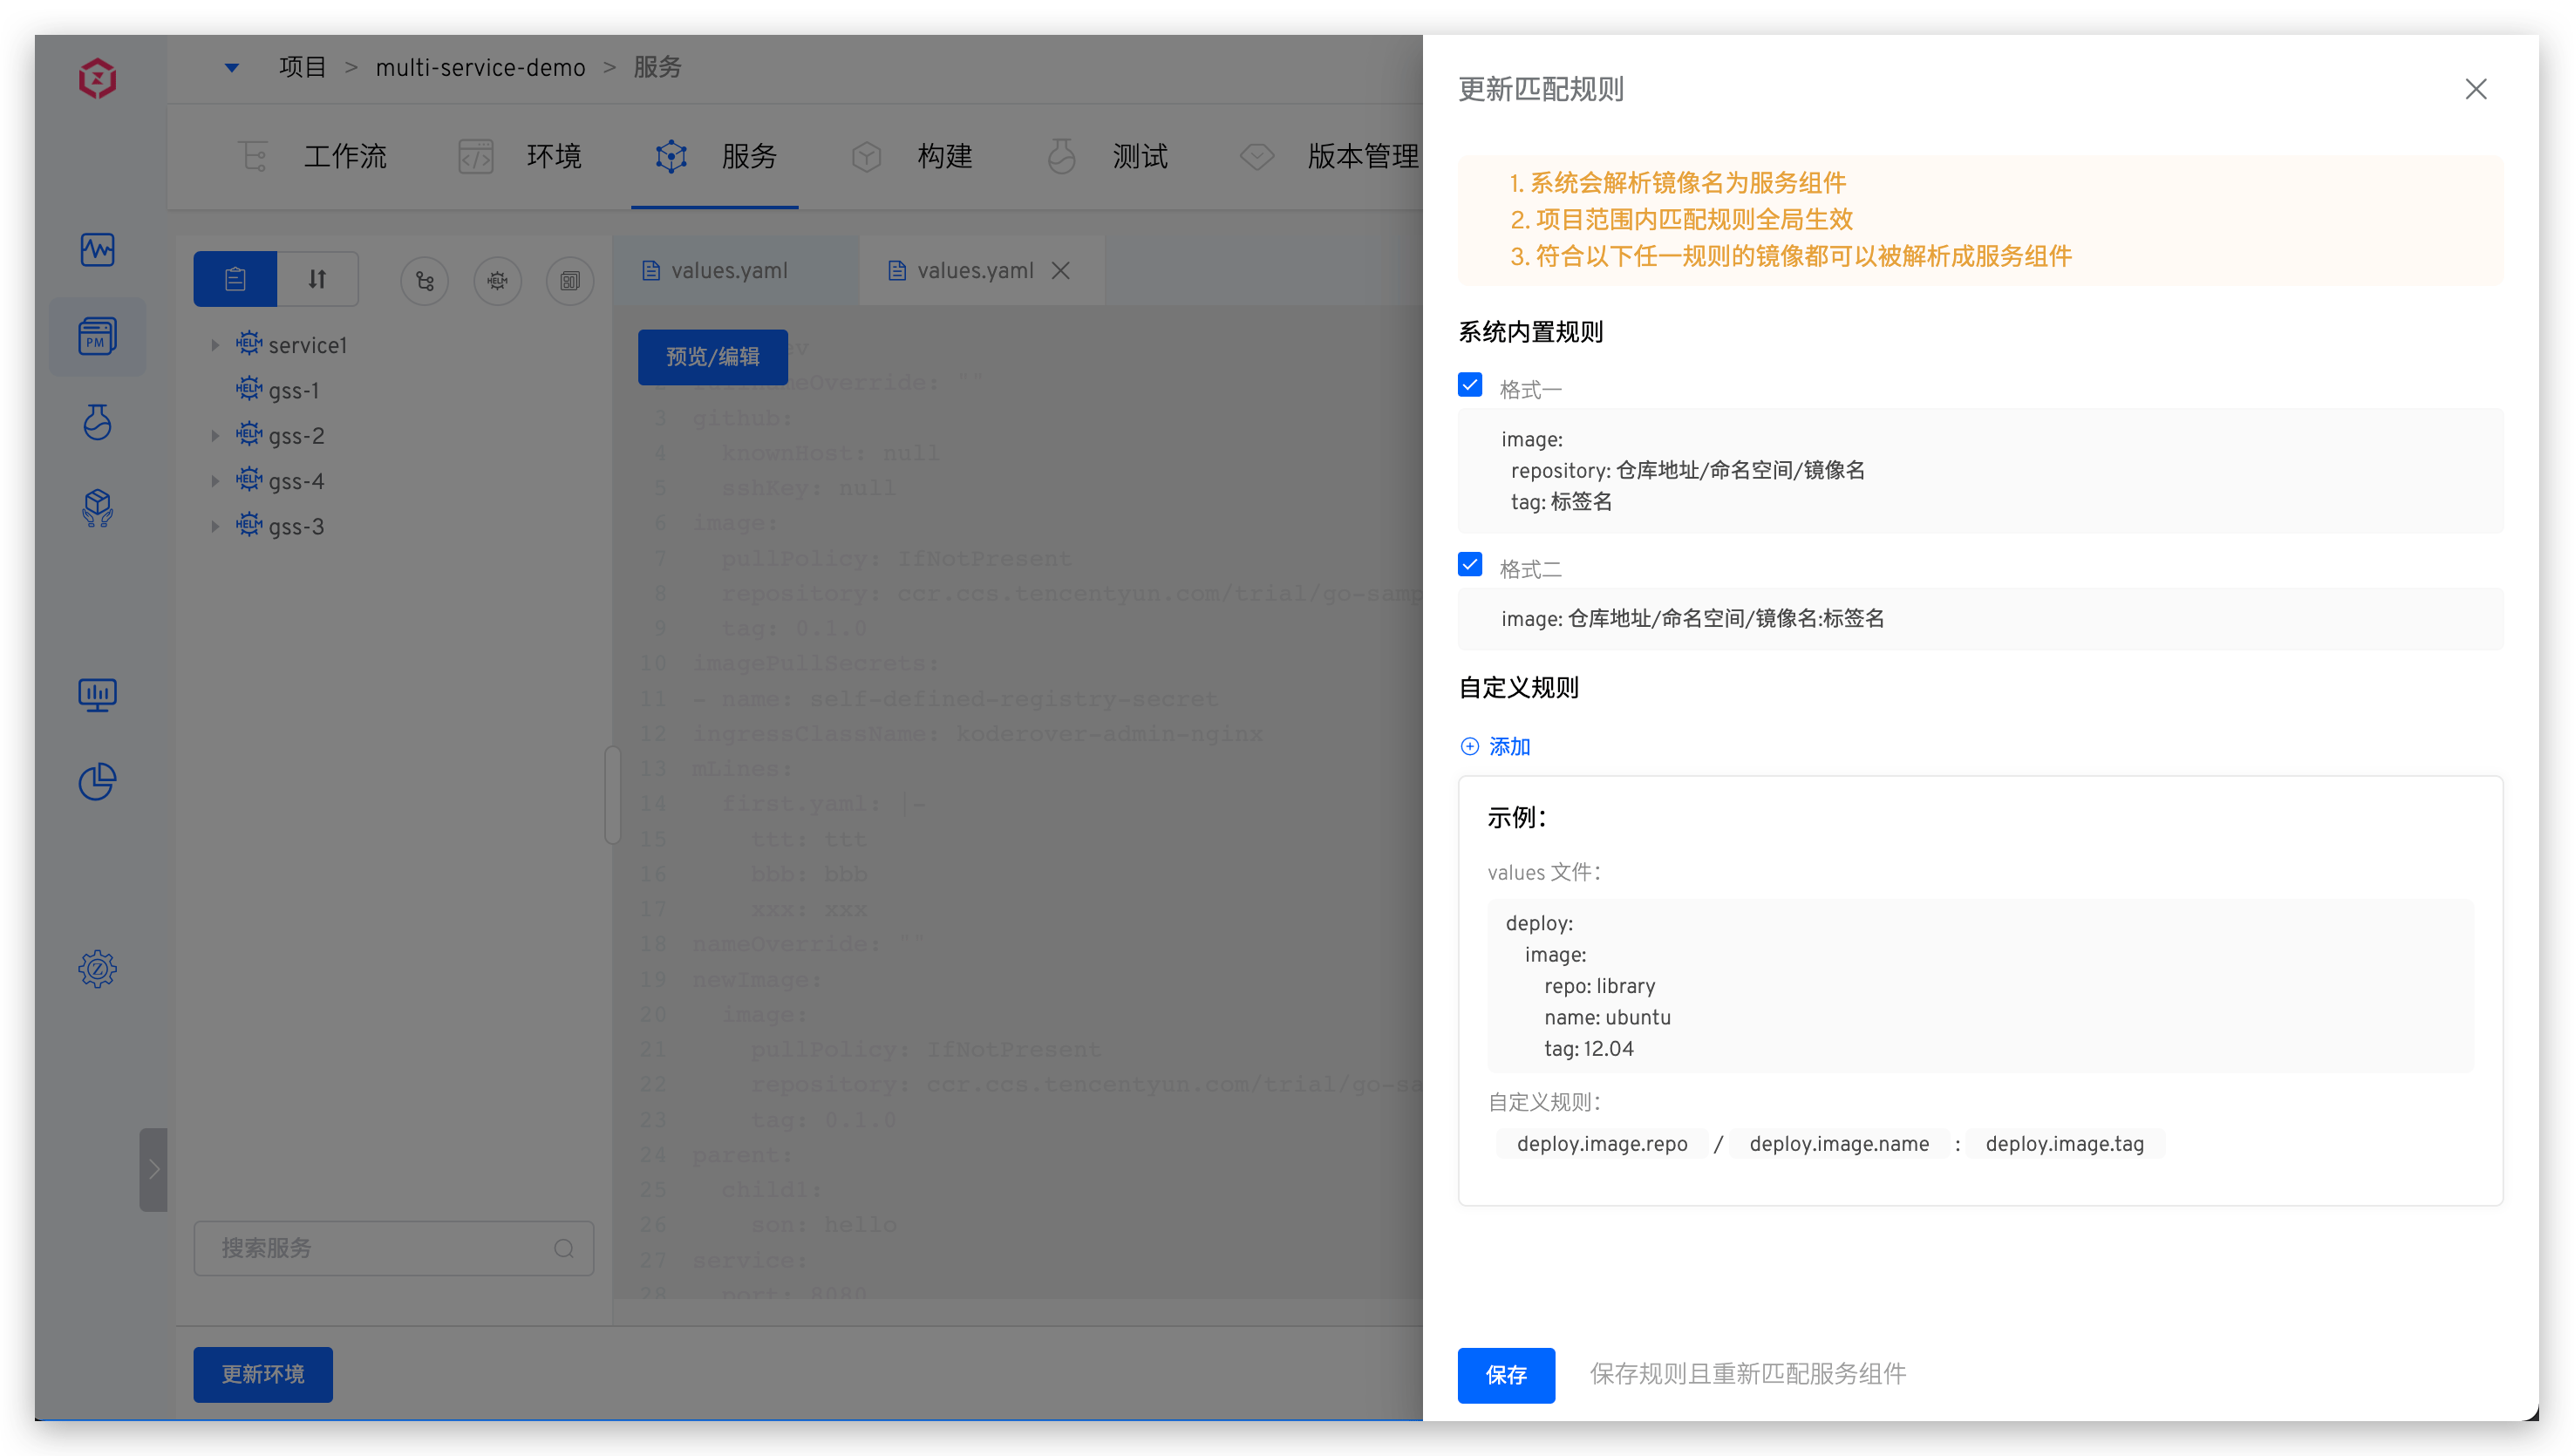 项目 > multi-service-demo > 服务
工作流 环境 服务 构建 测试 版本管理
PM
HELM
HELM service1
HELM gss-1
HELM gss-2
HELM gss-4
HELM gss-3
搜索服务
更新环境
values.yaml values.yaml
预览/编辑
3 github:
4 knownHost: null
5 sshKey: null
6 image:
7 pullPolicy: IfNotPresent
8 repository: ccr.ccs.tencentyun.com/trial/go-samp
9 tag: 0.1.0
10 imagePullSecrets:
11 - name: self-defined-registry-secret
12 ingressClassName: koderover-admin-nginx
13 mLines:
14 first.yaml: |-
15 ttt: ttt
16 bbb: bbb
17 xxx: xxx
18 nameOverride: ""
19 newImage:
20 image:
21 pullPolicy: IfNotPresent
22 repository: ccr.ccs.tencentyun.com/trial/go-sa
23 tag: 0.1.0
24 parent:
25 child1:
26 son: hello
27 service:
28 port: 8080
更新匹配规则
1. 系统会解析镜像名为服务组件
2. 项目范围内匹配规则全局生效
3. 符合以下任一规则的镜像都可以被解析成服务组件
系统内置规则
格式一
image:
repository: 仓库地址/命名空间/镜像名
tag: 标签名
格式二
image: 仓库地址/命名空间/镜像名:标签名
自定义规则
添加
示例：
values 文件：
deploy:
image:
repo: library
name: ubuntu
tag: 12.04
自定义规则：
deploy.image.repo / deploy.image.name : deploy.image.tag
保存 保存规则且重新匹配服务组件